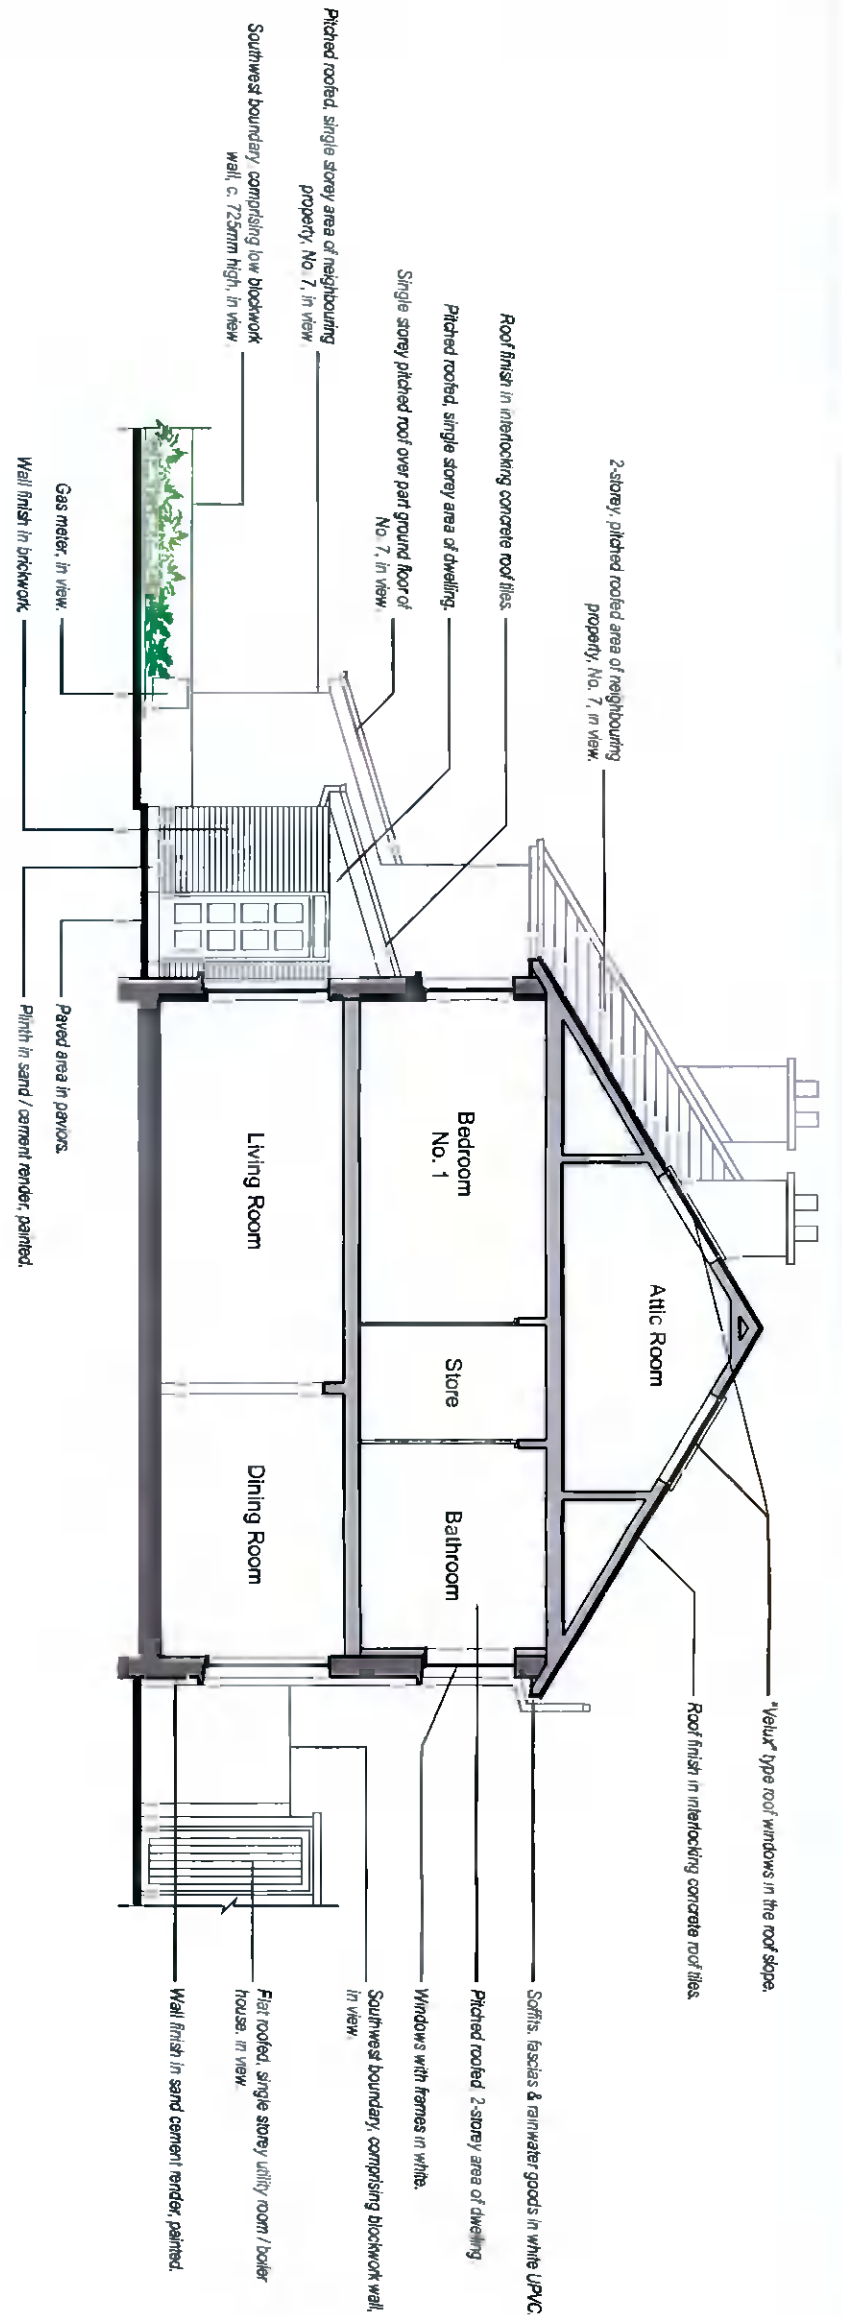 "Velux" type roof windows in the roof slope.
Roof finish in interlocking concrete roof tiles.
2-storey, pitched roofed area of neighbouring
property, No. 7, in view.
Roof finish in interlocking concrete roof tiles.
Pitched roofed, single storey area of dwelling.
Single storey pitched roof over part ground floor of
No. 7, in view.
Pitched roofed, single storey area of neighbouring
property, No. 7, in view.
Southwest boundary, comprising low blockwork
wall, c. 725mm high, in view.
Attic Room
Bedroom
No. 1
Store
Bathroom
Living Room
Dining Room
Soffits, fascias & rainwater goods in white UPVC.
Pitched roofed, 2-storey area of dwelling
Windows with frames in white.
Southwest boundary, comprising blockwork wall,
in view.
Flat roofed, single storey utility room / boiler
house, in view.
Wall finish in sand cement render, painted.
Gas meter, in view.
Wall finish in brickwork.
Paved area in paviors.
Plinth in sand / cement render, painted.